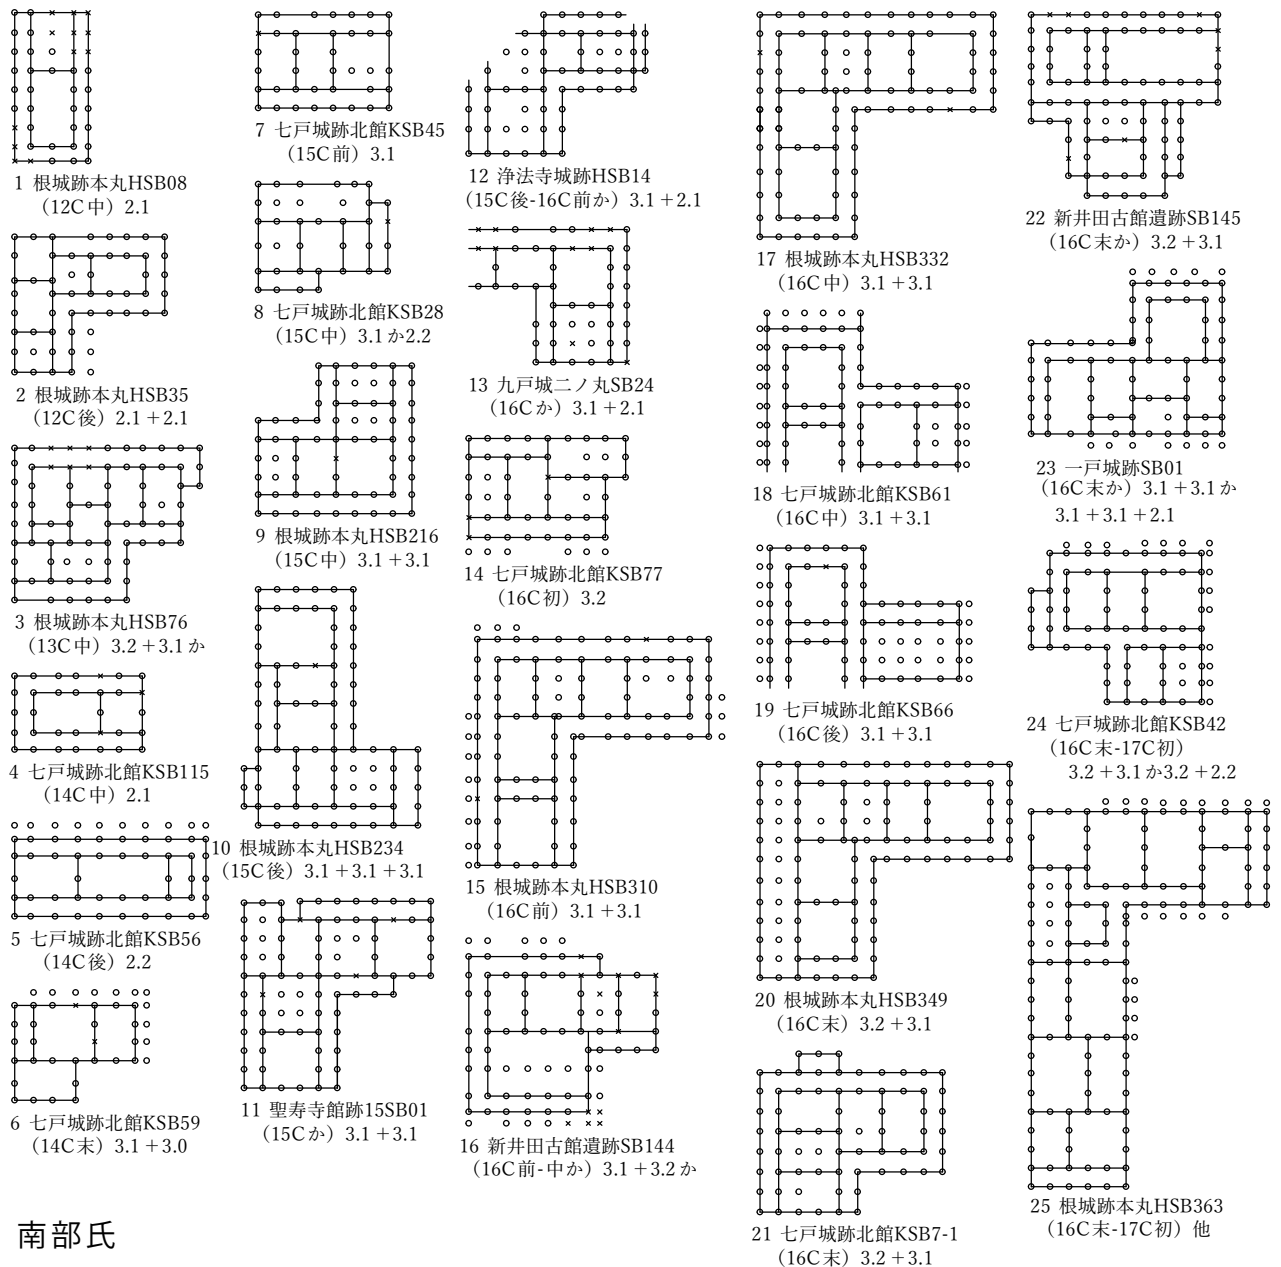 1 根城跡本丸HSB08
（12C中）2.1
2 根城跡本丸HSB35
（12C後）2.1＋2.1
3 根城跡本丸HSB76
（13C中）3.2＋3.1か
4 七戸城跡北館KSB115
（14C中）2.1
5 七戸城跡北館KSB56
（14C後）2.2
6 七戸城跡北館KSB59
（14C末）3.1＋3.0
南部氏
7 七戸城跡北館KSB45
（15C前）3.1
8 七戸城跡北館KSB28
（15C中）3.1か2.2
9 根城跡本丸HSB216
（15C中）3.1＋3.1
10 根城跡本丸HSB234
（15C後）3.1＋3.1＋3.1
11 聖寿寺館跡15SB01
（15Cか）3.1＋3.1
12 浄法寺城跡HSB14
（15C後-16C前か）3.1＋2.1
13 九戸城二ノ丸SB24
（16Cか）3.1＋2.1
14 七戸城跡北館KSB77
（16C初）3.2
15 根城跡本丸HSB310
（16C前）3.1＋3.1
16 新井田古館遺跡SB144
（16C前-中か）3.1＋3.2か
17 根城跡本丸HSB332
（16C中）3.1＋3.1
18 七戸城跡北館KSB61
（16C中）3.1＋3.1
19 七戸城跡北館KSB66
（16C後）3.1＋3.1
20 根城跡本丸HSB349
（16C末）3.2＋3.1
21 七戸城跡北館KSB7-1
（16C末）3.2＋3.1
22 新井田古館遺跡SB145
（16C末か）3.2＋3.1
23 一戸城跡SB01
（16C末か）3.1＋3.1か
3.1＋3.1＋2.1
24 七戸城跡北館KSB42
（16C末-17C初）
3.2＋3.1か3.2＋2.2
25 根城跡本丸HSB363
（16C末-17C初）他